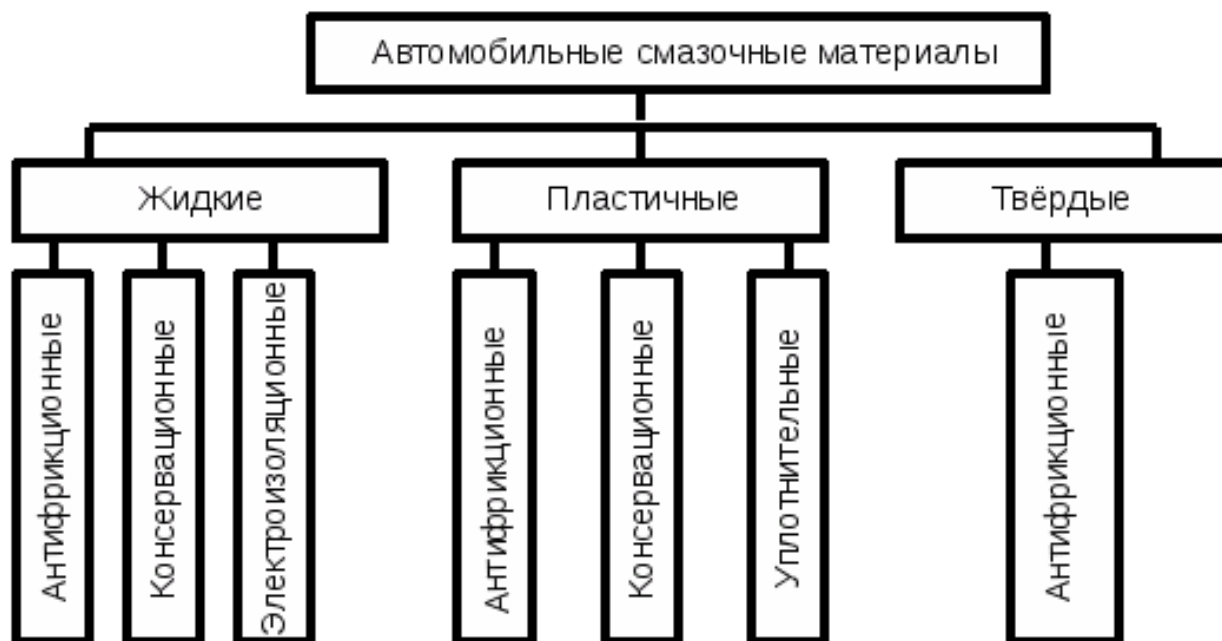 Автомобильные смазочные материалы
Жидкие
Пластичные
Твёрдые
Антифрикционные
Консервационные
Электроизоляционные
Антифрикционные
Консервационные
Уплотнительные
Антифрикционные